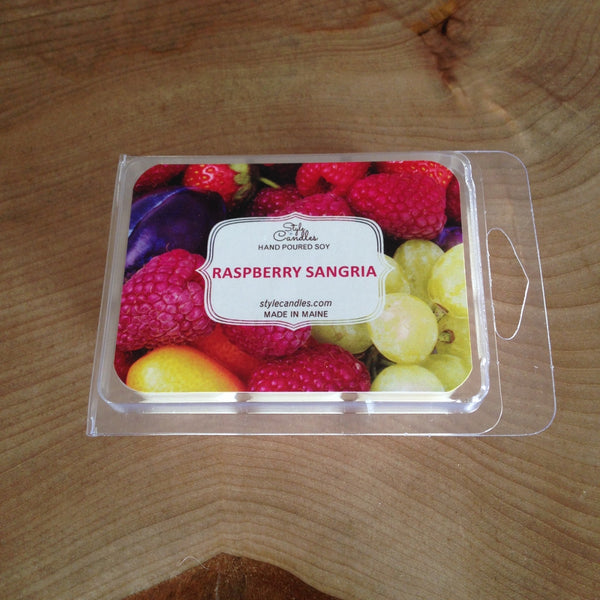 Style
Candles
HAND POURED SOY
RASPBERRY SANGRIA
stylecandles.com
MADE IN MAINE